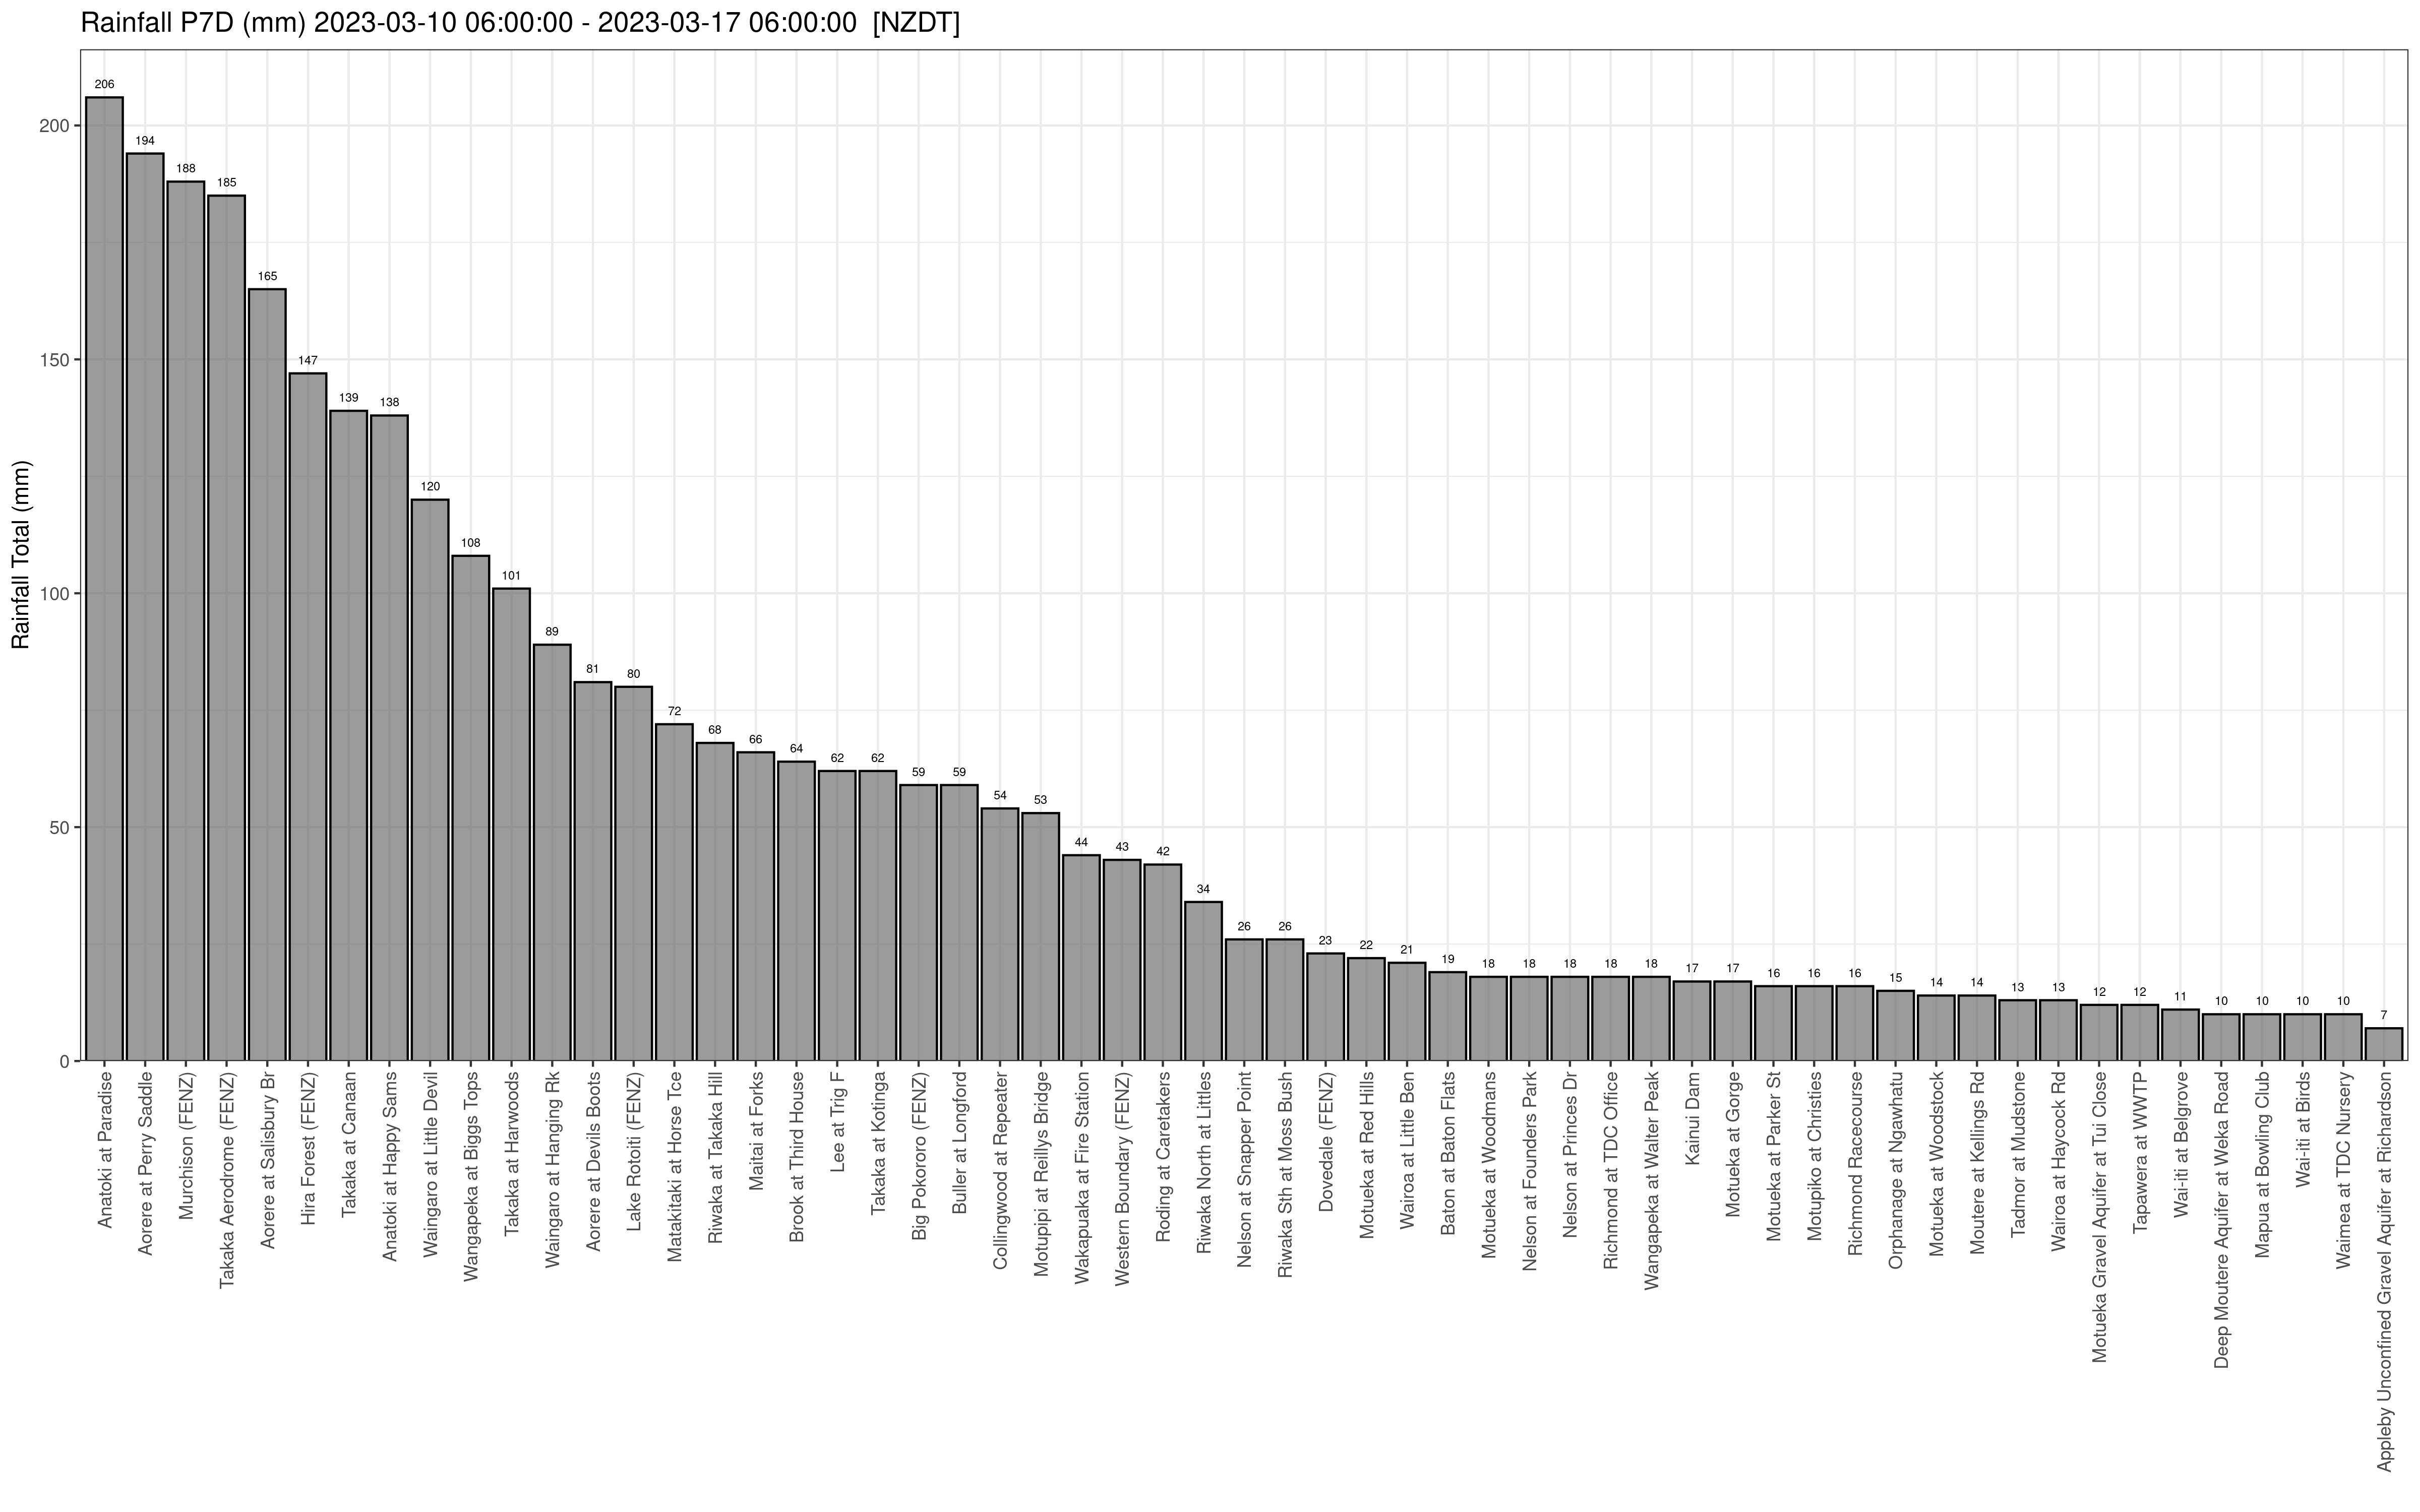 Rainfall P7D (mm) 2023-03-10 06:00:00 - 2023-03-17 06:00:00  [NZDT]
Rainfall Total (mm)
200
150
100
50
0
206
194
188
185
165
147
139
138
120
108
101
89
81
80
72
68
66
64
62
62
59
59
54
53
44
43
42
34
26
26
23
22
21
19
18
18
18
18
18
17
17
16
16
16
15
14
14
13
13
12
12
11
10
10
10
10
7
Anatoki at Paradise
Aorere at Perry Saddle
Murchison (FENZ)
Takaka Aerodrome (FENZ)
Aorere at Salisbury Br
Hira Forest (FENZ)
Takaka at Canaan
Anatoki at Happy Sams
Waingaro at Little Devil
Wangapeka at Biggs Tops
Takaka at Harwoods
Waingaro at Hanging Rk
Aorere at Devils Boots
Lake Rotoiti (FENZ)
Matakitaki at Horse Tce
Riwaka at Takaka Hill
Maitai at Forks
Brook at Third House
Lee at Trig F
Takaka at Kotinga
Big Pokororo (FENZ)
Buller at Longford
Collingwood at Repeater
Motupipi at Reillys Bridge
Wakapuaka at Fire Station
Western Boundary (FENZ)
Roding at Caretakers
Riwaka North at Littles
Nelson at Snapper Point
Riwaka Sth at Moss Bush
Dovedale (FENZ)
Motueka at Red Hills
Wairoa at Little Ben
Baton at Baton Flats
Motueka at Woodmans
Nelson at Founders Park
Nelson at Princes Dr
Richmond at TDC Office
Wangapeka at Walter Peak
Kainui Dam
Motueka at Gorge
Motueka at Parker St
Motupiko at Christies
Richmond Racecourse
Orphanage at Ngawhatu
Motueka at Woodstock
Moutere at Kellings Rd
Tadmor at Mudstone
Wairoa at Haycock Rd
Motueka Gravel Aquifer at Tui Close
Tapawera at WWTP
Wai-iti at Belgrove
Deep Moutere Aquifer at Weka Road
Mapua at Bowling Club
Wai-iti at Birds
Waimea at TDC Nursery
Appleby Unconfined Gravel Aquifer at Richardson